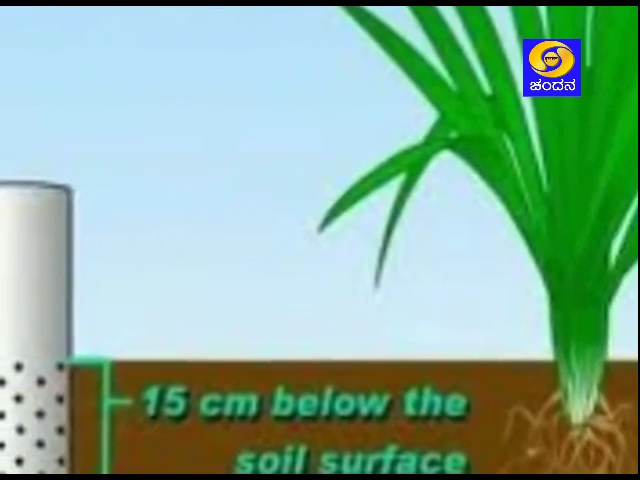 ಚಂದನ
15 cm below the
soil surface